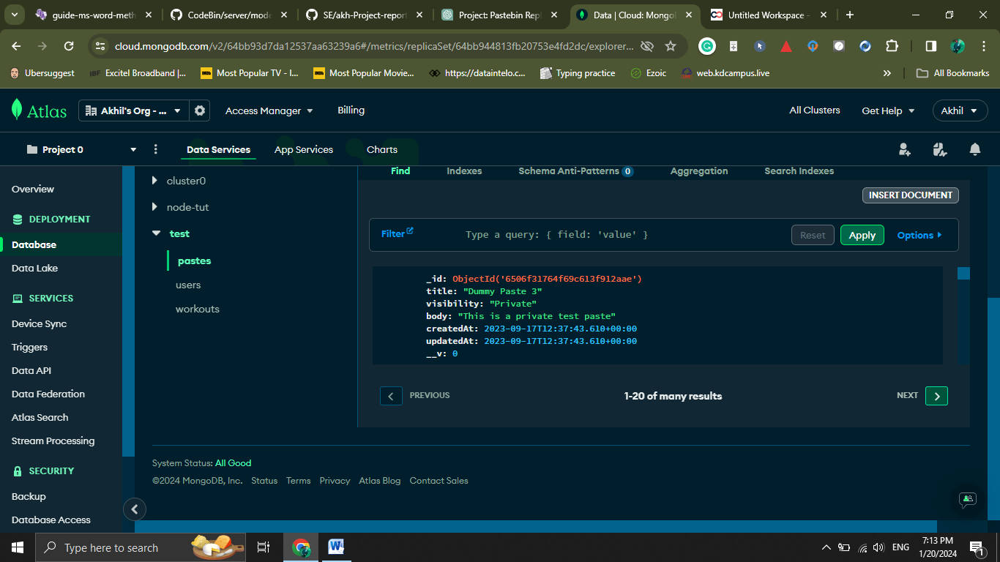 guide-ms-word-meth
CodeBin/server/mode
SE/akh-Project-report
Project: Pastebin Repl
Data | Cloud: MongoD
Untitled Workspace -
cloud.mongodb.com/v2/64bb93d7da12537aa63239a6#/metrics/replicaSet/64bb944813fb20753e4fd2dc/explorer...
Ubersuggest
IBF Excitel Broadband |...
Most Popular TV - I...
Most Popular Movie...
https://dataintelo.c...
Typing practice
Ezoic
web.kdcampus.live
»
All Bookmarks
Atlas
Akhil's Org - ...
Access Manager
Billing
All Clusters
Get Help
Akhil
Project 0
Data Services
App Services
Charts
Overview
DEPLOYMENT
Database
Data Lake
SERVICES
Device Sync
Triggers
Data API
Data Federation
Atlas Search
Stream Processing
SECURITY
Backup
Database Access
cluster0
node-tut
test
pastes
users
workouts
Find
Indexes
Schema Anti-Patterns 0
Aggregation
Search Indexes
INSERT DOCUMENT
Filter
Type a query: { field: 'value' }
Reset
Apply
Options
_id: ObjectId('6506f31764f69c613f912aae')
title: "Dummy Paste 3"
visibility: "Private"
body: "This is a private test paste"
createdAt: 2023-09-17T12:37:43.610+00:00
updatedAt: 2023-09-17T12:37:43.610+00:00
__v: 0
PREVIOUS
1-20 of many results
NEXT
System Status: All Good
©2024 MongoDB, Inc. Status Terms Privacy Atlas Blog Contact Sales
Type here to search
ENG
7:13 PM
1/20/2024
1